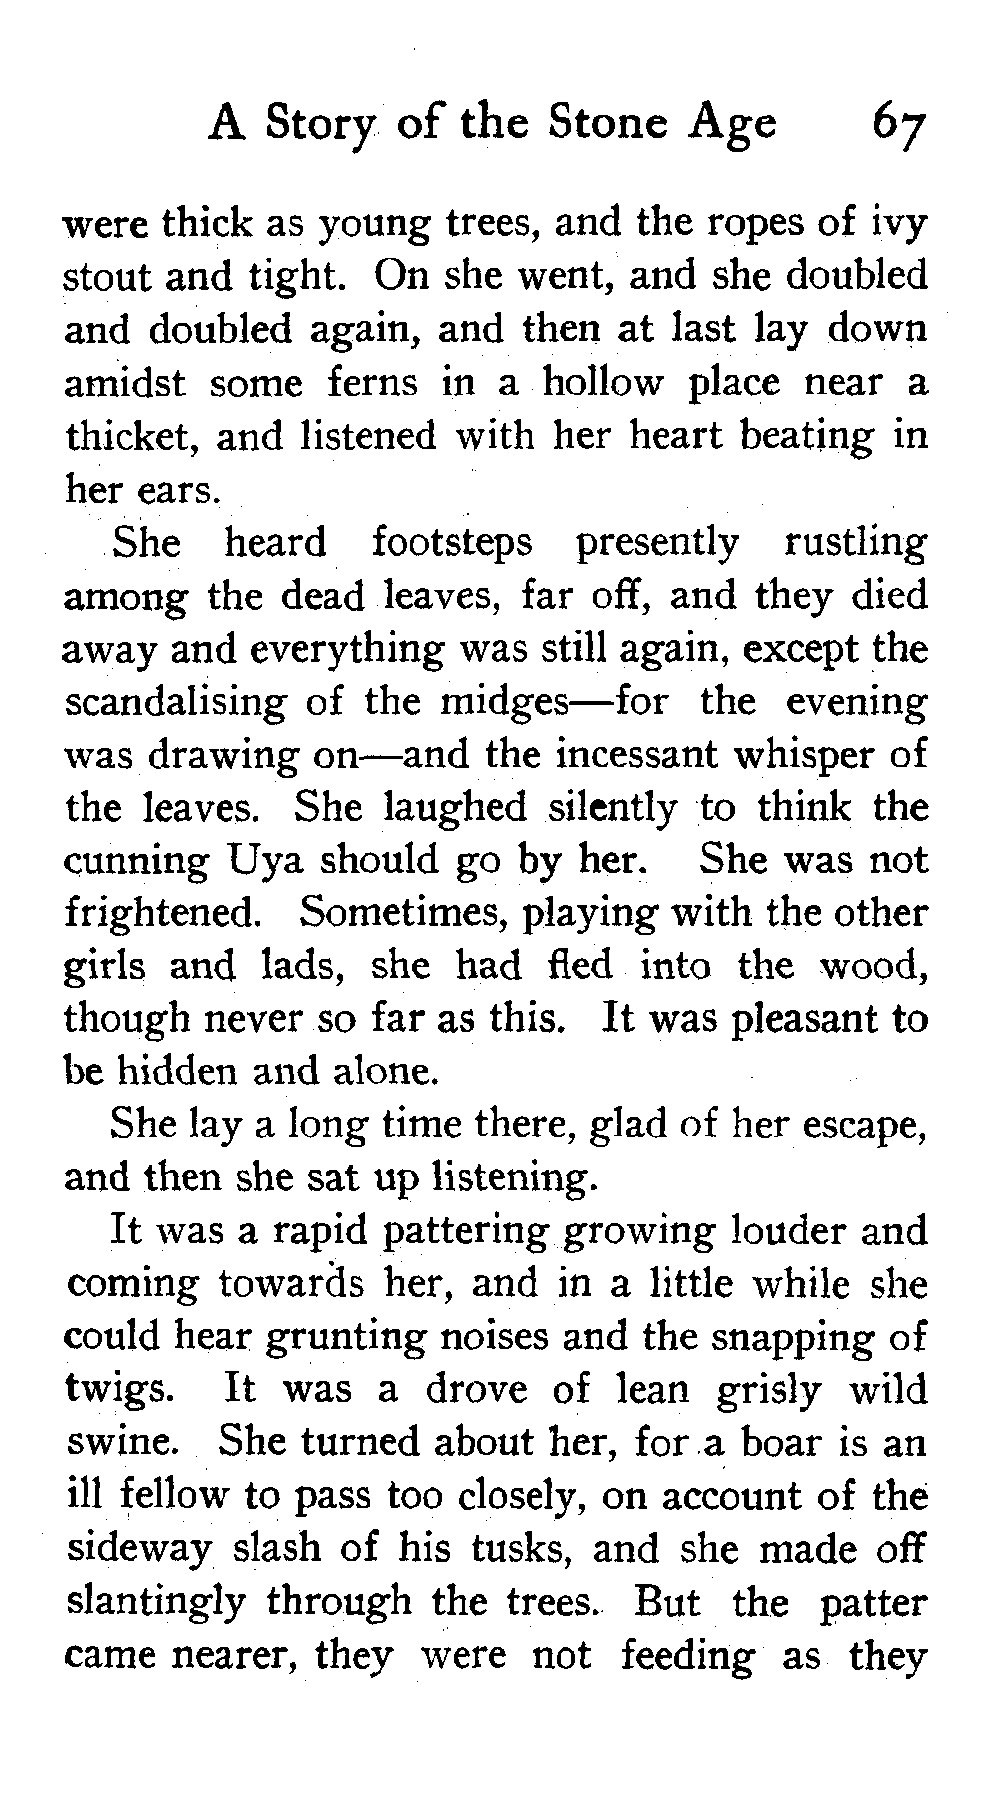 A Story of the Stone Age 67
were thick as young trees, and the ropes of ivy
stout and tight. On she went, and she doubled
and doubled again, and then at last lay down
amidst some ferns in a hollow place near a
thicket, and listened with her heart beating in
her ears.
She heard footsteps presently rustling
among the dead leaves, far off, and they died
away and everything was still again, except the
scandalising of the midges—for the evening
was drawing on—and the incessant whisper of
the leaves. She laughed silently to think the
cunning Uya should go by her. She was not
frightened. Sometimes, playing with the other
girls and lads, she had fled into the wood,
though never so far as this. It was pleasant to
be hidden and alone.
She lay a long time there, glad of her escape,
and then she sat up listening.
It was a rapid pattering growing louder and
coming towards her, and in a little while she
could hear grunting noises and the snapping of
twigs. It was a drove of lean grisly wild
swine. She turned about her, for a boar is an
ill fellow to pass too closely, on account of the
sideway slash of his tusks, and she made off
slantingly through the trees. But the patter
came nearer, they were not feeding as they